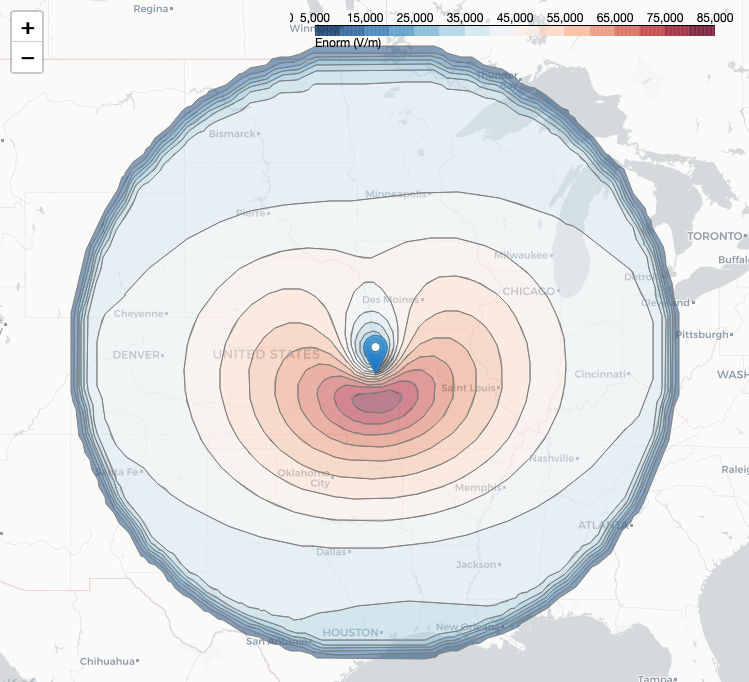 Regina
+
5,000 15,000 25,000 35,000 45,000 55,000 65,000 75,000 85,000
Enorm (V/m)
−
Thunder
Bay
Bismarck
Minneapolis
Pierre
TORONTO
Milwaukee
Buffalo
Detroit
CHICAGO
Des Moines
Cleveland
Cheyenne
Pittsburgh
DENVER
UNITED STATES
Cincinnati
WASH
Saint Louis
Nashville
Santa Fe
Oklahoma
City
Raleig
Memphis
ATLANTA
Dallas
Jackson
HOUSTON
New Orleans
San Antonio
Chihuahua
Tampa